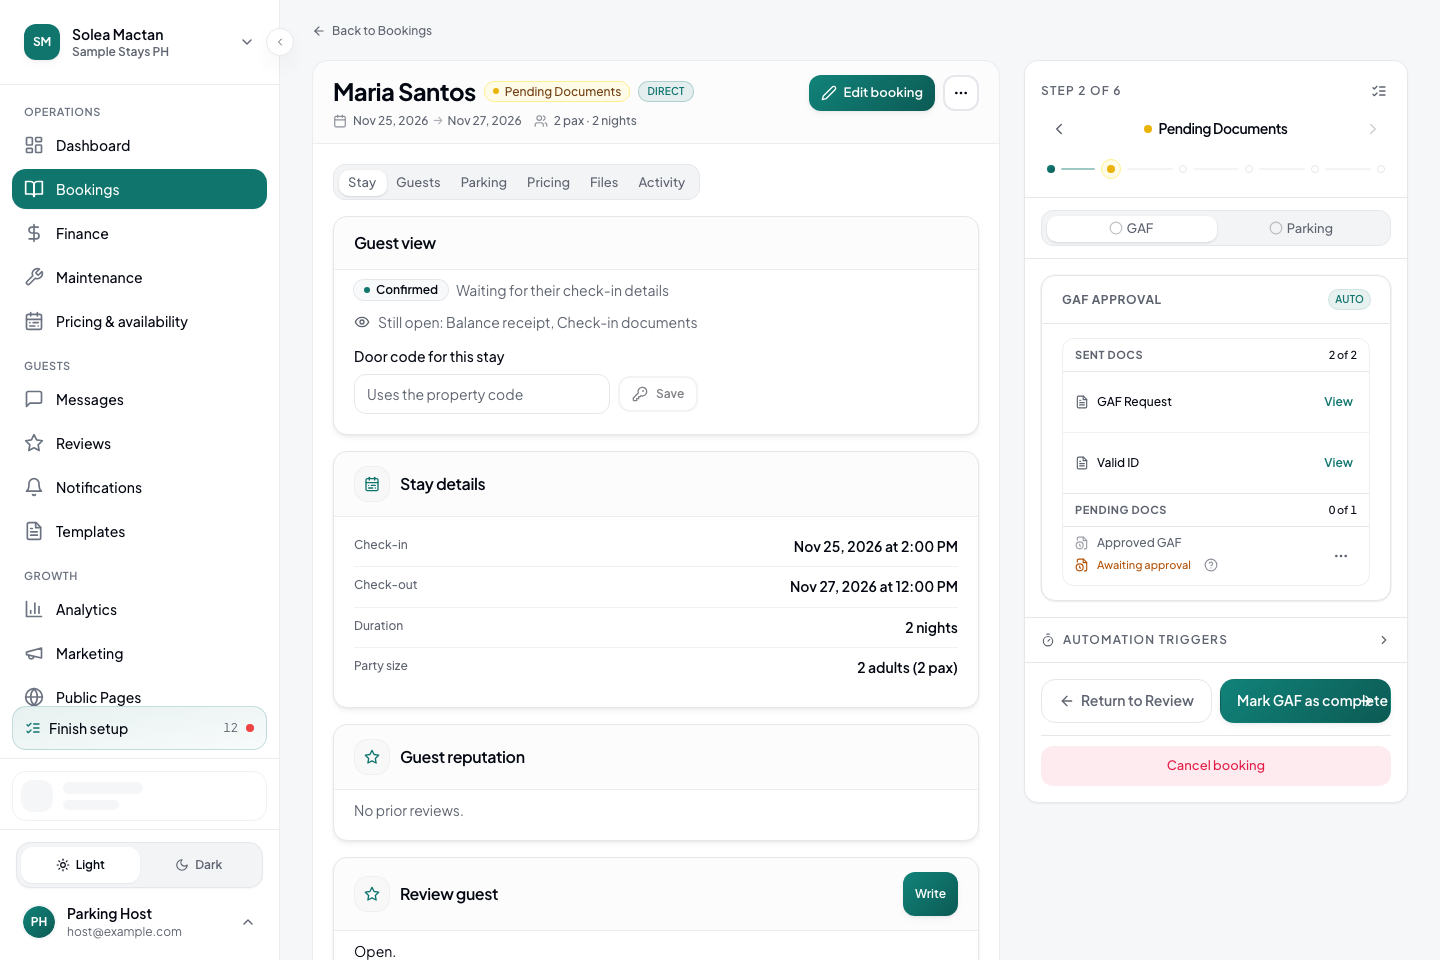 SM
Solea Mactan
Sample Stays PH
OPERATIONS
Dashboard
Bookings
Finance
Maintenance
Pricing & availability
GUESTS
Messages
Reviews
Notifications
Templates
GROWTH
Analytics
Marketing
Public Pages
Finish setup 12
Light Dark
PH
Parking Host
host@example.com
Back to Bookings
Maria Santos Pending Documents DIRECT
Nov 25, 2026 → Nov 27, 2026 2 pax · 2 nights
Edit booking
Stay Guests Parking Pricing Files Activity
Guest view
Confirmed Waiting for their check-in details
Still open: Balance receipt, Check-in documents
Door code for this stay
Uses the property code Save
Stay details
Check-in Nov 25, 2026 at 2:00 PM
Check-out Nov 27, 2026 at 12:00 PM
Duration 2 nights
Party size 2 adults (2 pax)
Guest reputation
No prior reviews.
Review guest Write
Open.
STEP 2 OF 6
Pending Documents
GAF Parking
GAF APPROVAL AUTO
SENT DOCS 2 of 2
GAF Request View
Valid ID View
PENDING DOCS 0 of 1
Approved GAF
Awaiting approval
AUTOMATION TRIGGERS
Return to Review Mark GAF as complete
Cancel booking